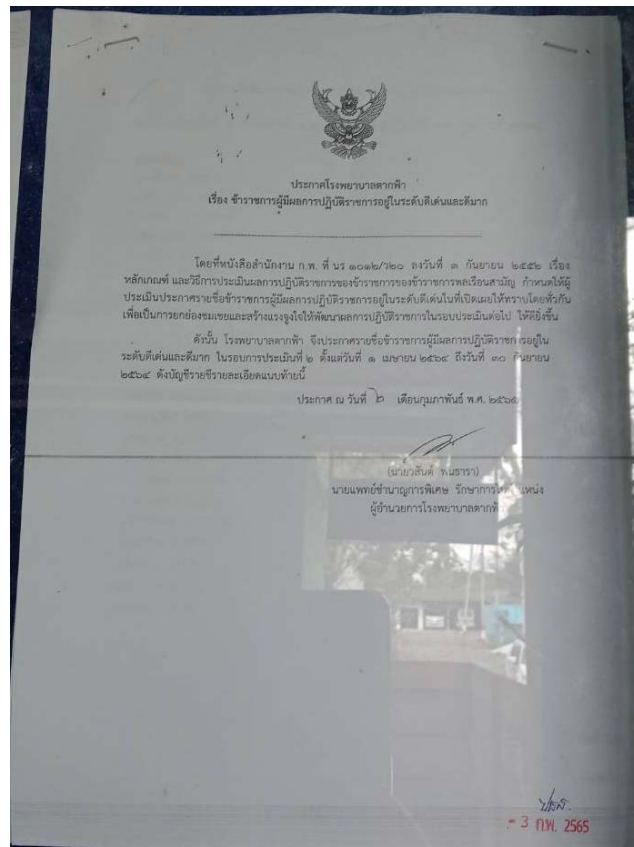 ประกาศโรงพยาบาลตากฟ้า
เรื่อง ข้าราชการผู้มีผลการปฏิบัติราชการอยู่ในระดับดีเด่นและดีมาก
โดยที่หนังสือสำนักงาน ก.พ. ที่ นร ๑๐๑๒/ว๒๐ ลงวันที่ ๓ กันยายน ๒๕๕๒ เรื่อง
หลักเกณฑ์ และวิธีการประเมินผลการปฏิบัติราชการของข้าราชการของข้าราชการพลเรือนสามัญ กำหนดให้ผู้
ประเมินประกาศรายชื่อข้าราชการผู้มีผลการปฏิบัติราชการอยู่ในระดับดีเด่นในที่เปิดเผยให้ทราบโดยทั่วกัน
เพื่อเป็นการยกย่องชมเชยและสร้างแรงจูงใจให้พัฒนาผลการปฏิบัติราชการในรอบประเมินต่อไป ให้ดียิ่งขึ้น
ดังนั้น โรงพยาบาลตากฟ้า จึงประกาศรายชื่อข้าราชการผู้มีผลการปฏิบัติราชการอยู่ใน
ระดับดีเด่นและดีมาก ในรอบการประเมินที่ ๒ ตั้งแต่วันที่ ๑ เมษายน ๒๕๖๔ ถึงวันที่ ๓๐ กันยายน
๒๕๖๔ ดังบัญชีรายชื่อรายละเอียดแนบท้ายนี้
ประกาศ ณ วันที่ ๒ เดือนกุมภาพันธ์ พ.ศ. ๒๕๖๕
(นายวสันต์
นายแพทย์ชำนาญการพิเศษ รักษาการในตำแหน่ง
ผู้อำนวยการโรงพยาบาลตากฟ้า
- 3 ก.พ. 2565